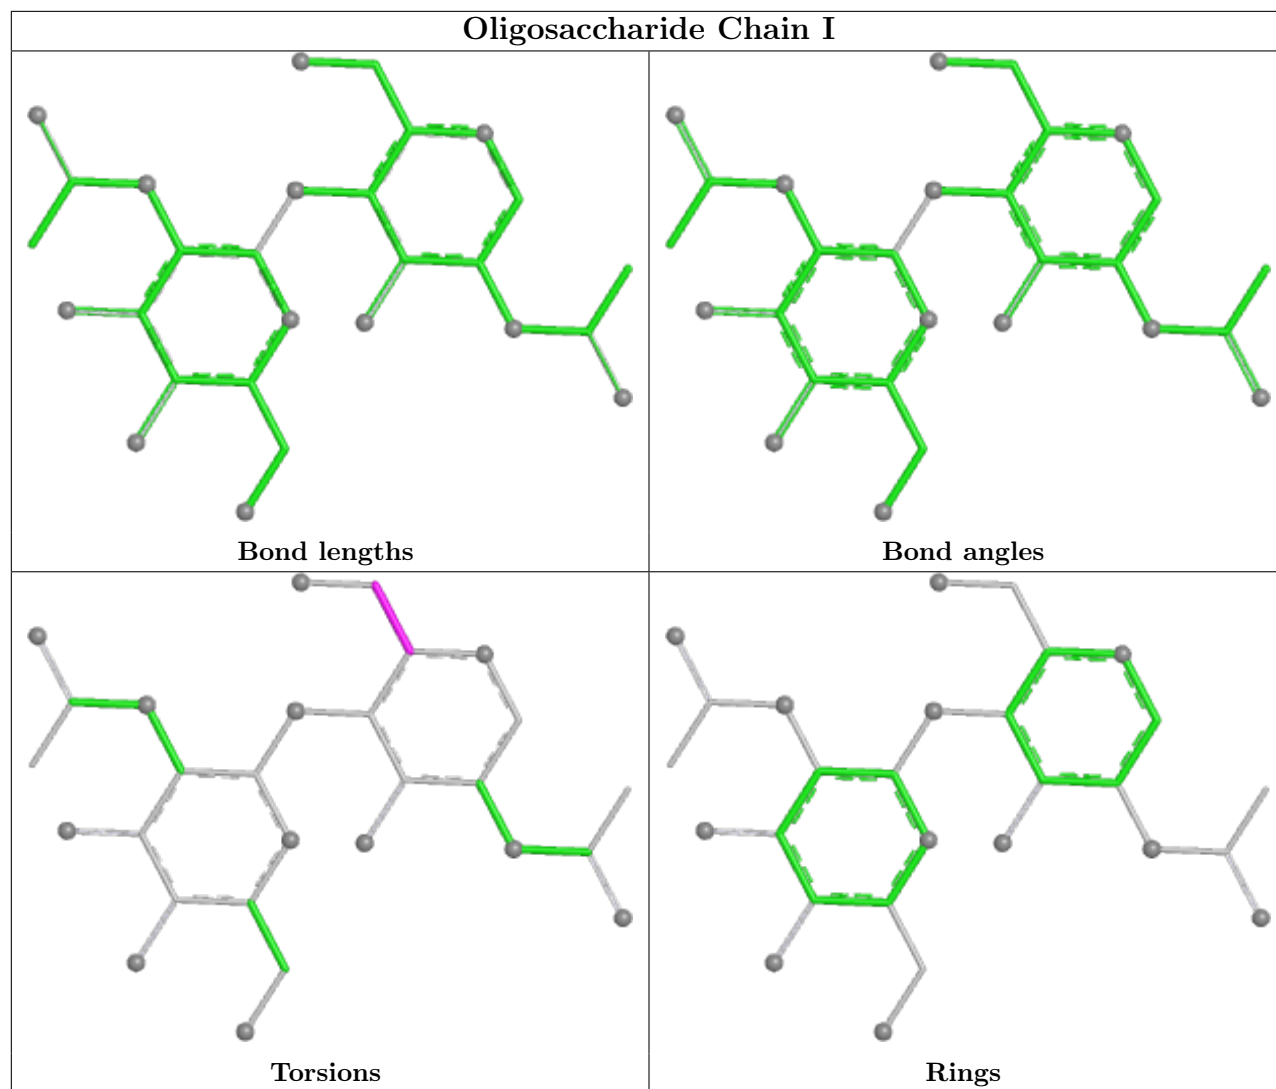 Oligosaccharide Chain I
Bond lengths
Bond angles
Torsions
Rings